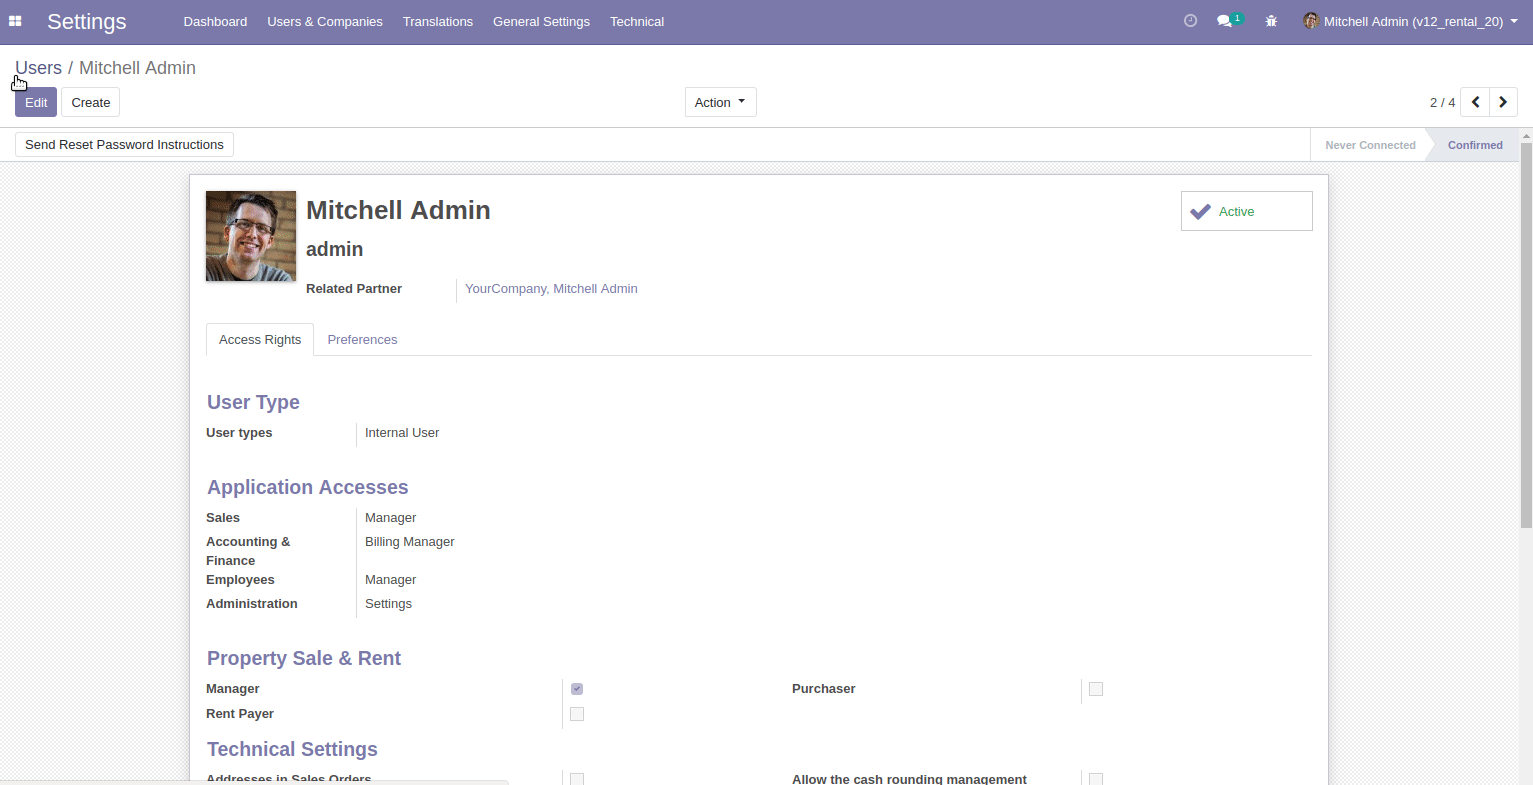 Settings Dashboard Users & Companies Translations General Settings Technical 1 Mitchell Admin (v12_rental_20)
Users / Mitchell Admin
Edit Create Action 2 / 4
Send Reset Password Instructions Never Connected Confirmed
Mitchell Admin
Active
admin
Related Partner YourCompany, Mitchell Admin
Access Rights Preferences
User Type
User types Internal User
Application Accesses
Sales Manager
Accounting & Billing Manager
Finance
Employees Manager
Administration Settings
Property Sale & Rent
Manager Purchaser
Rent Payer
Technical Settings
Addresses in Sales Orders Allow the cash rounding management